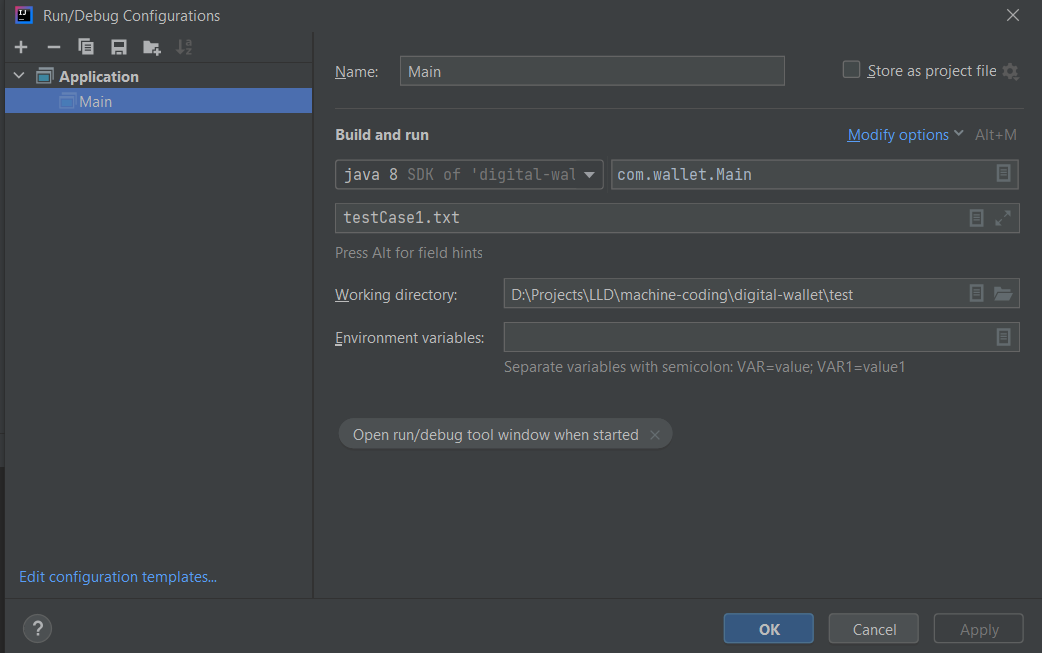 Run/Debug Configurations
Application
Main
Name: Main
Store as project file
Build and run
Modify options Alt+M
java 8 SDK of 'digital-wal com.wallet.Main
testCase1.txt
Press Alt for field hints
Working directory: D:\Projects\LLD\machine-coding\digital-wallet\test
Environment variables:
Separate variables with semicolon: VAR=value; VAR1=value1
Open run/debug tool window when started
Edit configuration templates...
?
OK Cancel Apply